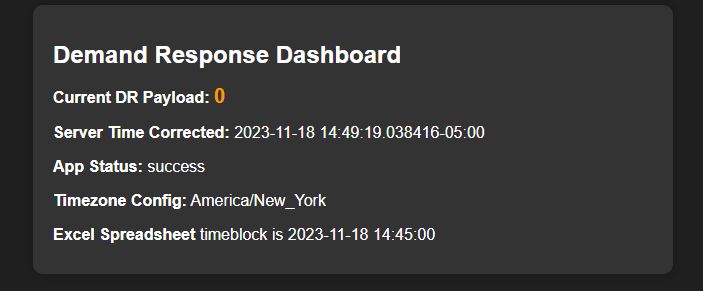 Demand Response Dashboard
Current DR Payload: 0
Server Time Corrected: 2023-11-18 14:49:19.038416-05:00
App Status: success
Timezone Config: America/New_York
Excel Spreadsheet timeblock is 2023-11-18 14:45:00